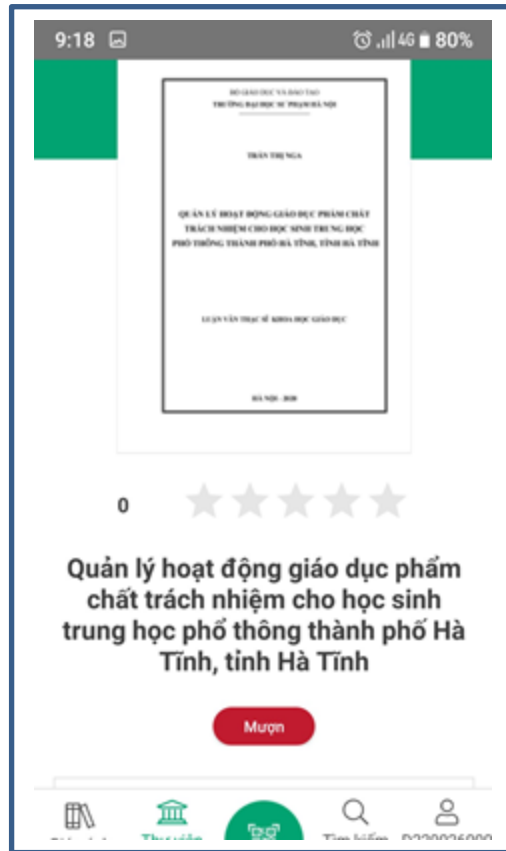 9:18
4G 80%
BỘ GIÁO DỤC VÀ ĐÀO TẠO
TRƯỜNG ĐẠI HỌC SƯ PHẠM HÀ NỘI
TRẦN THỊ NGA
QUẢN LÝ HOẠT ĐỘNG GIÁO DỤC PHẨM CHẤT
TRÁCH NHIỆM CHO HỌC SINH TRUNG HỌC
PHỔ THÔNG THÀNH PHỐ HÀ TĨNH, TỈNH HÀ TĨNH
LUẬN VĂN THẠC SĨ KHOA HỌC GIÁO DỤC
HÀ NỘI - 2020
0
Quản lý hoạt động giáo dục phẩm
chất trách nhiệm cho học sinh
trung học phổ thông thành phố Hà
Tĩnh, tỉnh Hà Tĩnh
Mượn
Thư viện Tìm kiếm